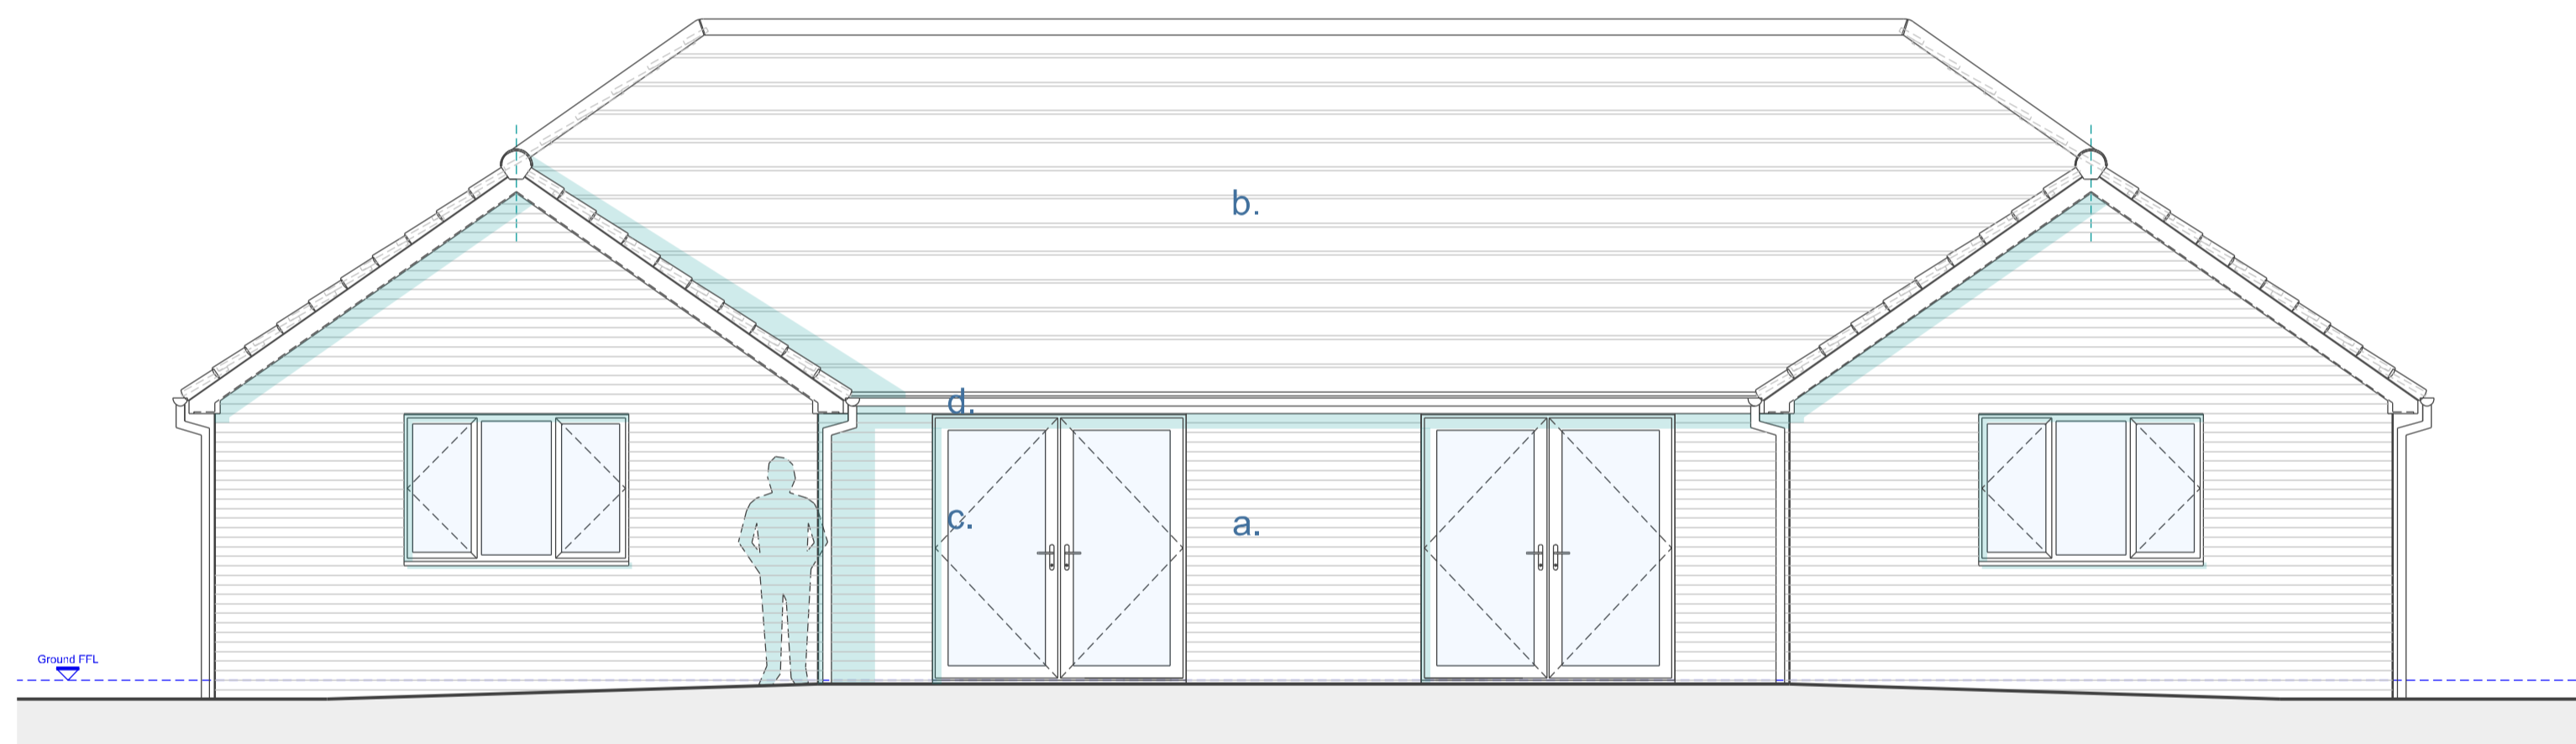 b.
d.
c.
a.
Ground FFL